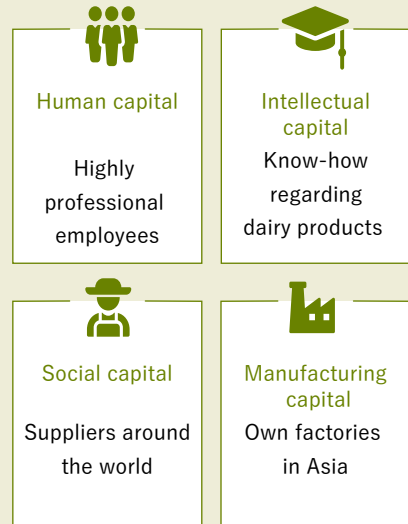 Human capital
Highly
professional
employees
Intellectual
capital
Know-how
regarding
dairy products
Social capital
Suppliers around
the world
Manufacturing
capital
Own factories
in Asia